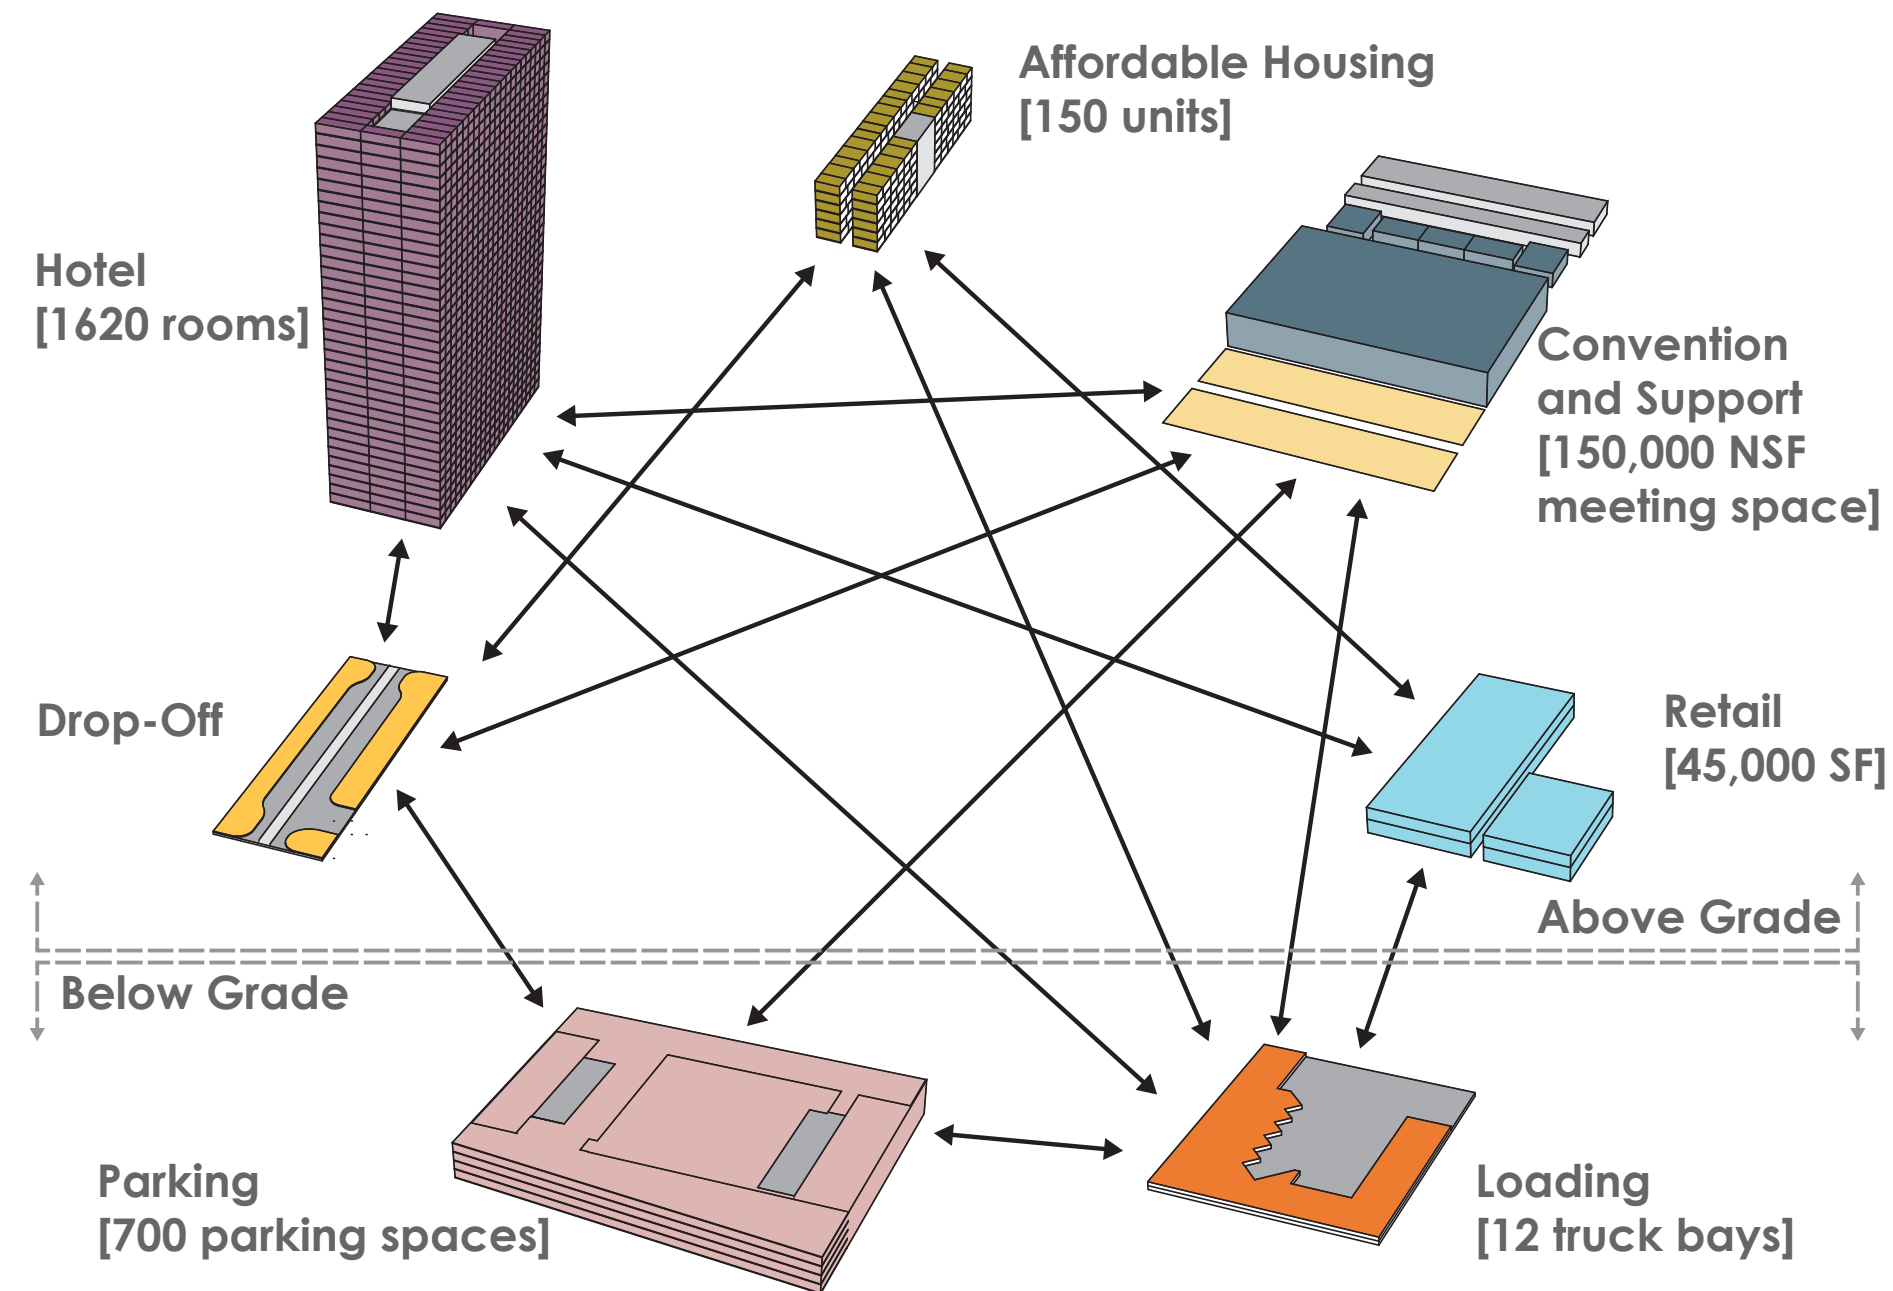 Affordable Housing
[150 units]
Hotel
[1620 rooms]
Convention
and Support
[150,000 NSF
meeting space]
Drop-Off
Retail
[45,000 SF]
Above Grade
Below Grade
Parking
[700 parking spaces]
Loading
[12 truck bays]